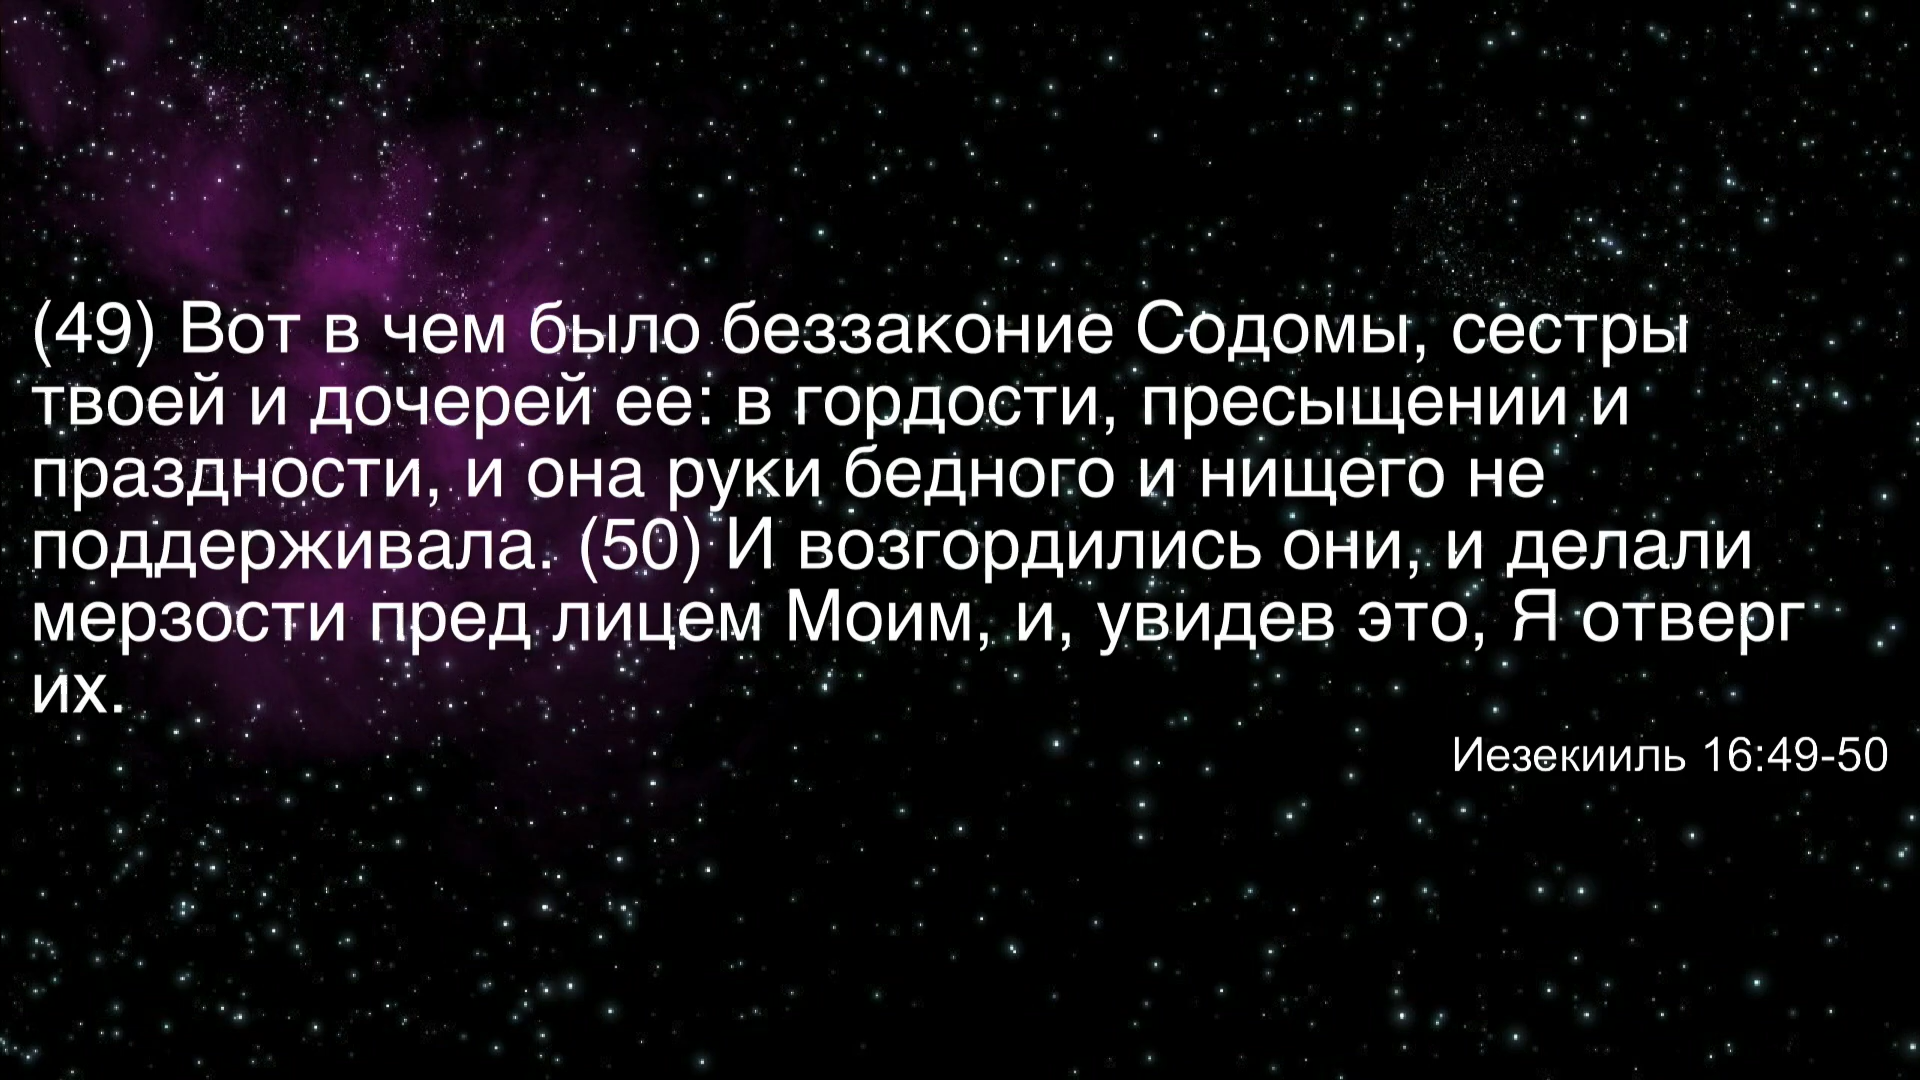 (49) Вот в чем было беззаконие Содомы, сестры
твоей и дочерей ее: в гордости, пресыщении и
праздности, и она руки бедного и нищего не
поддерживала. (50) И возгордились они, и делали
мерзости пред лицем Моим, и, увидев это, Я отверг
их.
Иезекииль 16:49-50